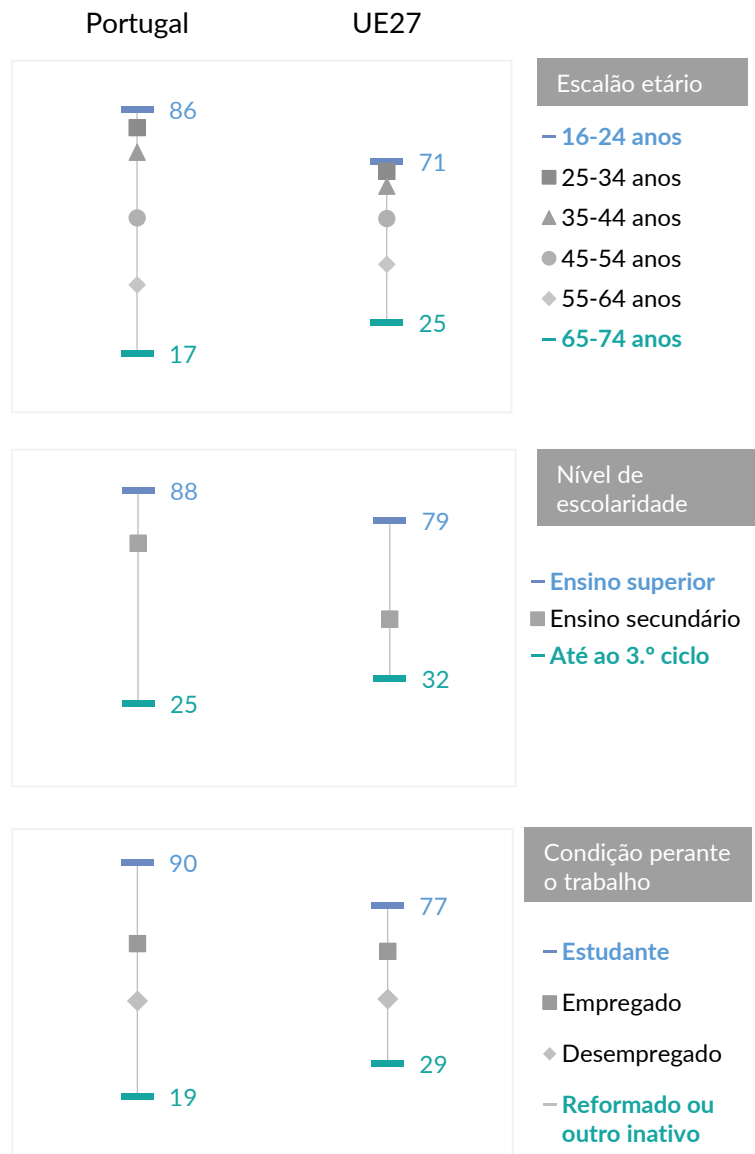 Portugal
UE27
86
71
17
25
Escalão etário
16-24 anos
25-34 anos
35-44 anos
45-54 anos
55-64 anos
65-74 anos
88
79
25
32
Nível de
escolaridade
Ensino superior
Ensino secundário
Até ao 3.º ciclo
90
77
19
29
Condição perante
o trabalho
Estudante
Empregado
Desempregado
Reformado ou
outro inativo